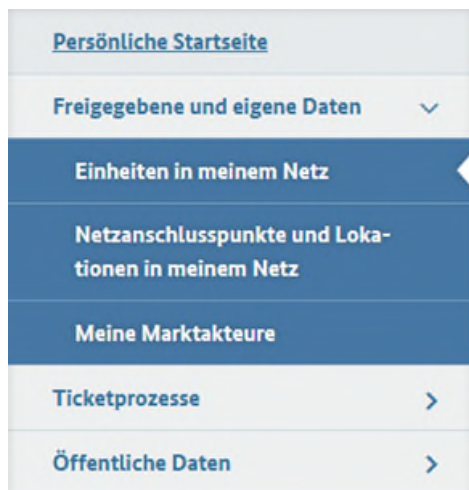 Persönliche Startseite
Freigegebene und eigene Daten
Einheiten in meinem Netz
Netzanschlusspunkte und Loka-
tionen in meinem Netz
Meine Marktakteure
Ticketprozesse
Öffentliche Daten